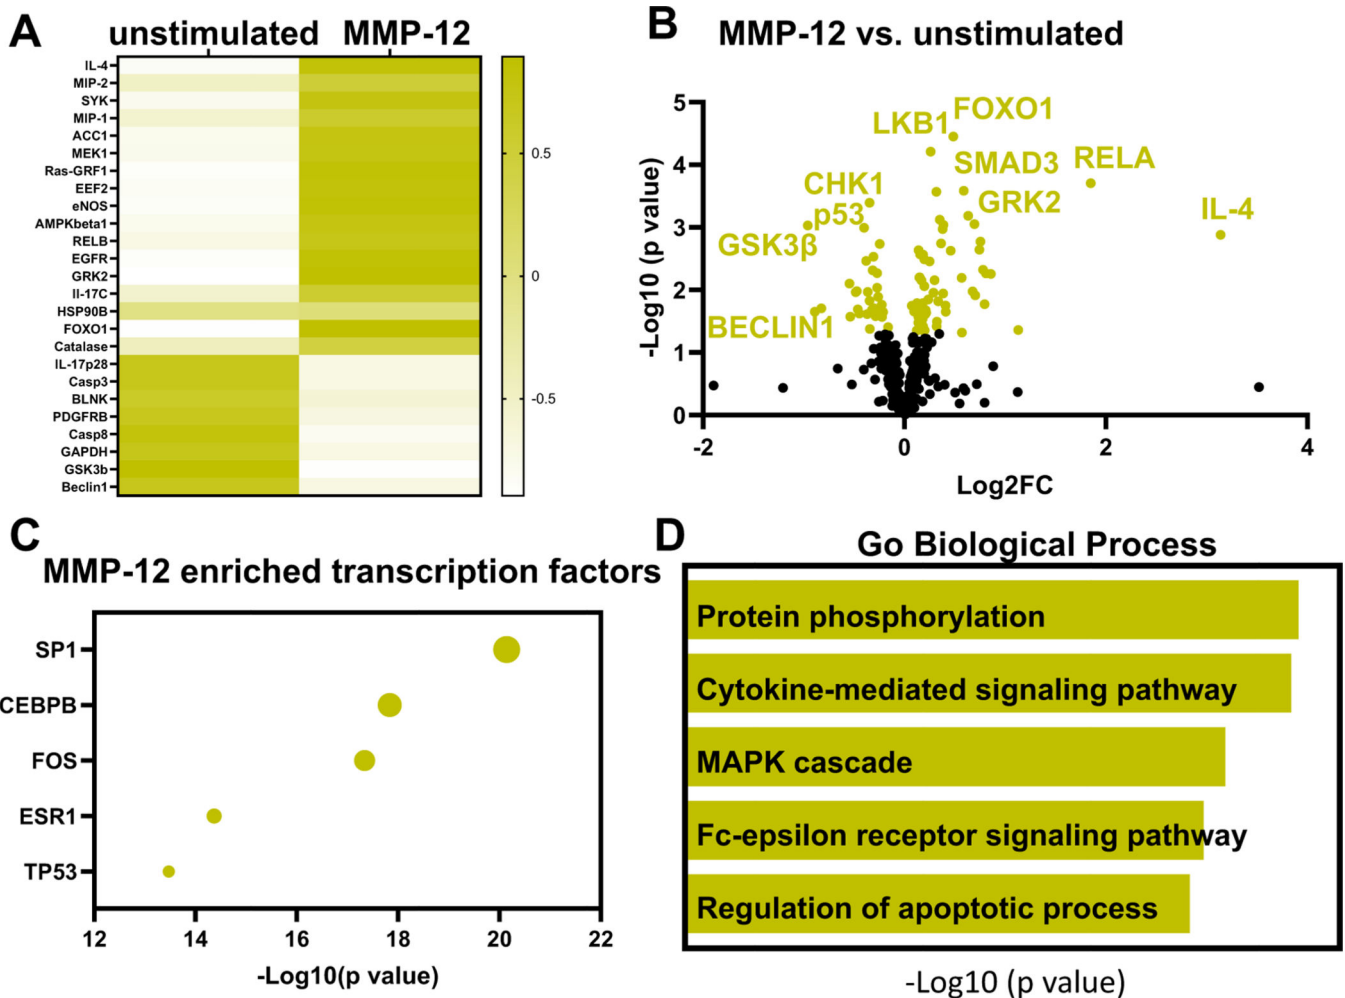 A
unstimulated MMP-12
IL-4
MIP-2
SYK
MIP-1
ACC1
MEK1
Ras-GRF1
EEF2
eNOS
AMPKbeta1
RELB
EGFR
GRK2
Il-17C
HSP90B
FOXO1
Catalase
IL-17p28
Casp3
BLNK
PDGFRB
Casp8
GAPDH
GSK3b
Beclin1
0.5
0
-0.5
B
MMP-12 vs. unstimulated
-Log10 (p value)
5
4
3
2
1
0
FOXO1
LKB1
SMAD3
RELA
CHK1
GRK2
IL-4
p53
GSK3β
BECLIN1
-2 0 2 4
Log2FC
C
MMP-12 enriched transcription factors
SP1
CEBPB
FOS
ESR1
TP53
12 14 16 18 20 22
-Log10(p value)
D
Go Biological Process
Protein phosphorylation
Cytokine-mediated signaling pathway
MAPK cascade
Fc-epsilon receptor signaling pathway
Regulation of apoptotic process
-Log10 (p value)